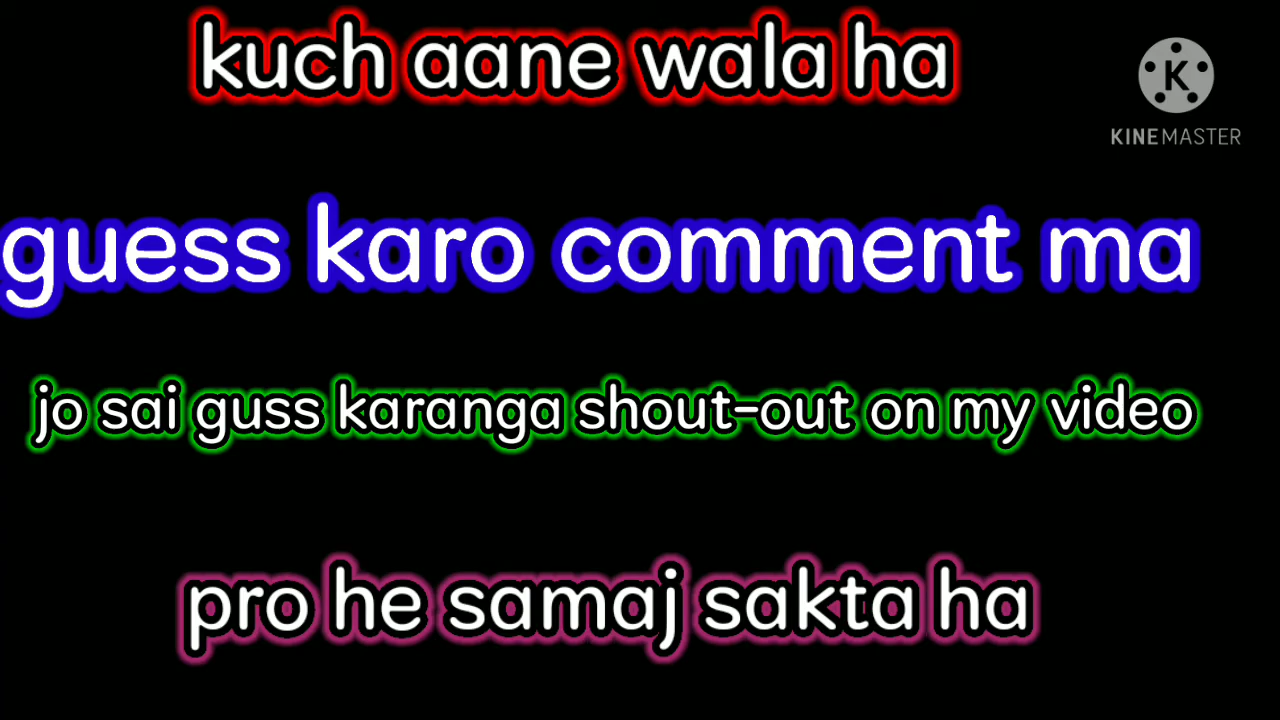 kuch aane wala ha
K
KINEMASTER
guess karo comment ma
jo sai guss karanga shout-out on my video
pro he samaj sakta ha